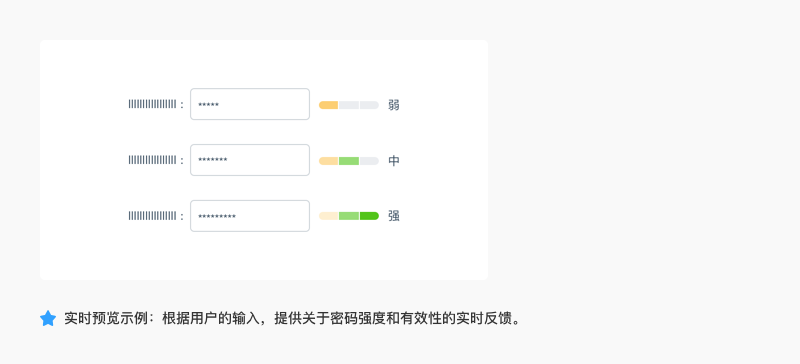 ***** 弱
******* 中
********* 强
实时预览示例：根据用户的输入，提供关于密码强度和有效性的实时反馈。